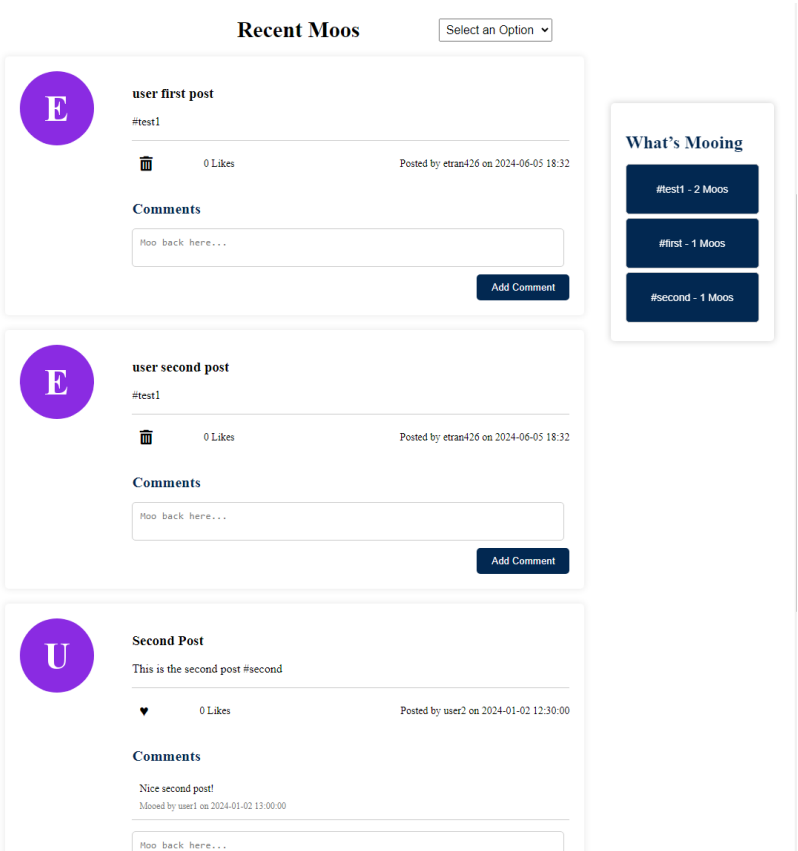 Recent Moos
Select an Option
E
user first post
#test1
0 Likes
Posted by etran426 on 2024-06-05 18:32
Comments
Moo back here...
Add Comment
E
user second post
#test1
0 Likes
Posted by etran426 on 2024-06-05 18:32
Comments
Moo back here...
Add Comment
U
Second Post
This is the second post #second
0 Likes
Posted by user2 on 2024-01-02 12:30:00
Comments
Nice second post!
Mooed by user1 on 2024-01-02 13:00:00
Moo back here...
What's Mooing
#test1 - 2 Moos
#first - 1 Moos
#second - 1 Moos